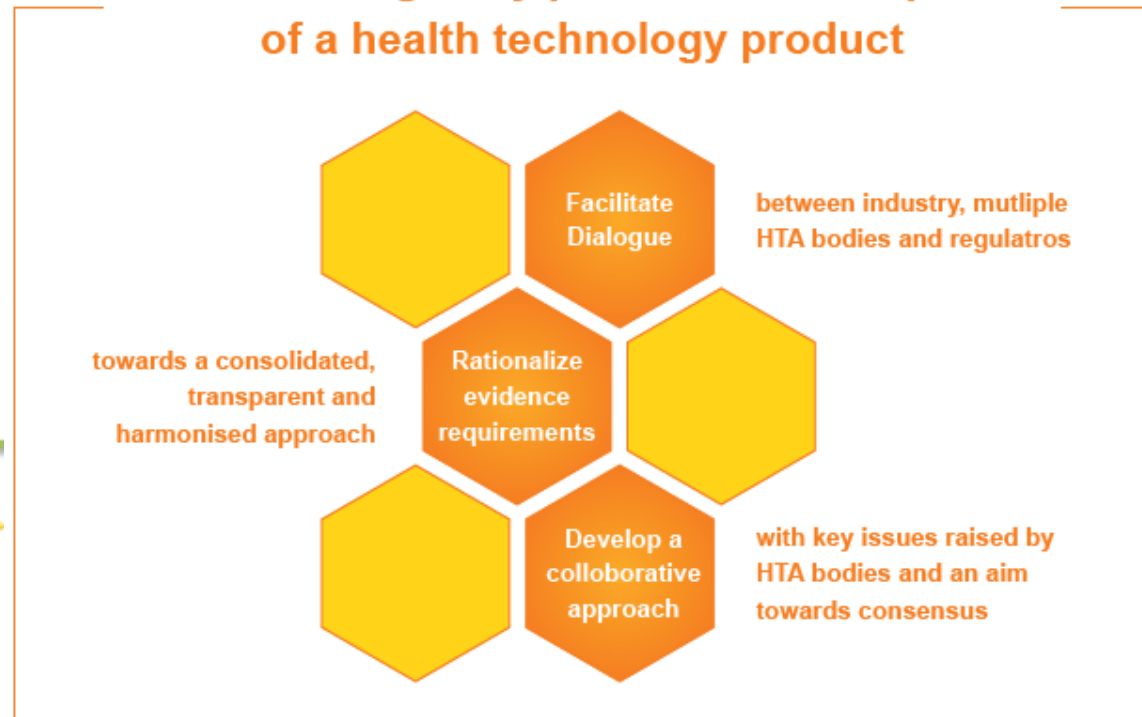 of a health technology product
Facilitate
Dialogue
between industry, mutliple
HTA bodies and regulatros
towards a consolidated,
transparent and
harmonised approach
Rationalize
evidence
requirements
Develop a
colloborative
approach
with key issues raised by
HTA bodies and an aim
towards consensus